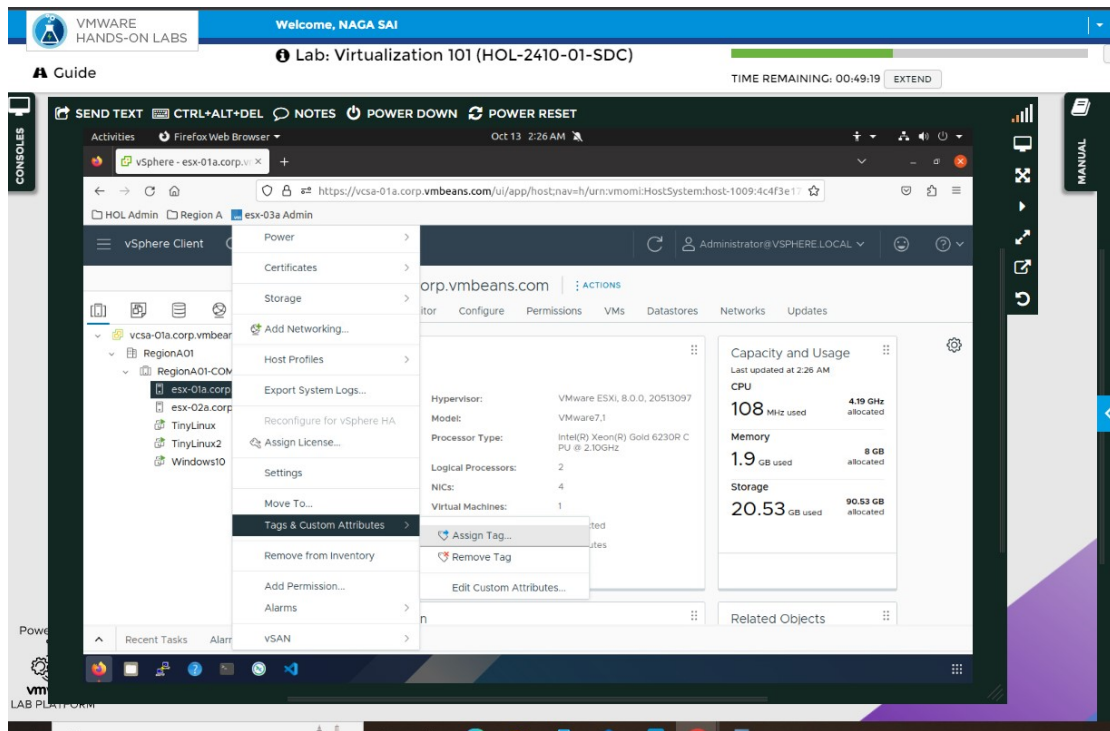 VMWARE
HANDS-ON LABS
Welcome, NAGA SAI
Lab: Virtualization 101 (HOL-2410-01-SDC)
Guide
TIME REMAINING: 00:49:19 EXTEND
CONSOLES
SEND TEXT CTRL+ALT+DEL NOTES POWER DOWN POWER RESET
MANUAL
Activities Firefox Web Browser Oct 13 2:26 AM
vSphere - esx-01a.corp.
https://vcsa-01a.corp.vmbeans.com/ui/app/host;nav=h/urn:vmomi:HostSystem:host-1009:4c4f3e17
HOL Admin Region A esx-03a Admin
vSphere Client
Administrator@VSPHERE.LOCAL
orp.vmbeans.com ACTIONS
itor Configure Permissions VMs Datastores Networks Updates
vcsa-01a.corp.vmbear
RegionA01
RegionA01-COM
esx-01a.corp
esx-02a.corp
TinyLinux
TinyLinux2
Windows10
Power
Certificates
Storage
Add Networking...
Host Profiles
Export System Logs...
Reconfigure for vSphere HA
Assign License...
Settings
Move To...
Tags & Custom Attributes
Remove from Inventory
Add Permission...
Alarms
vSAN
Assign Tag...
Remove Tag
Edit Custom Attributes...
Hypervisor: VMware ESXi, 8.0.0, 20513097
Model: VMware7,1
Processor Type: Intel(R) Xeon(R) Gold 6230R C
PU @ 2.10GHz
Logical Processors: 2
NICs: 4
Virtual Machines: 1
ted
utes
n
Capacity and Usage
Last updated at 2:26 AM
CPU
108 MHz used 4.19 GHz
allocated
Memory
1.9 GB used 8 GB
allocated
Storage
20.53 GB used 90.53 GB
allocated
Related Objects
Recent Tasks Alarr
Powe
vm
LAB PLATFORM